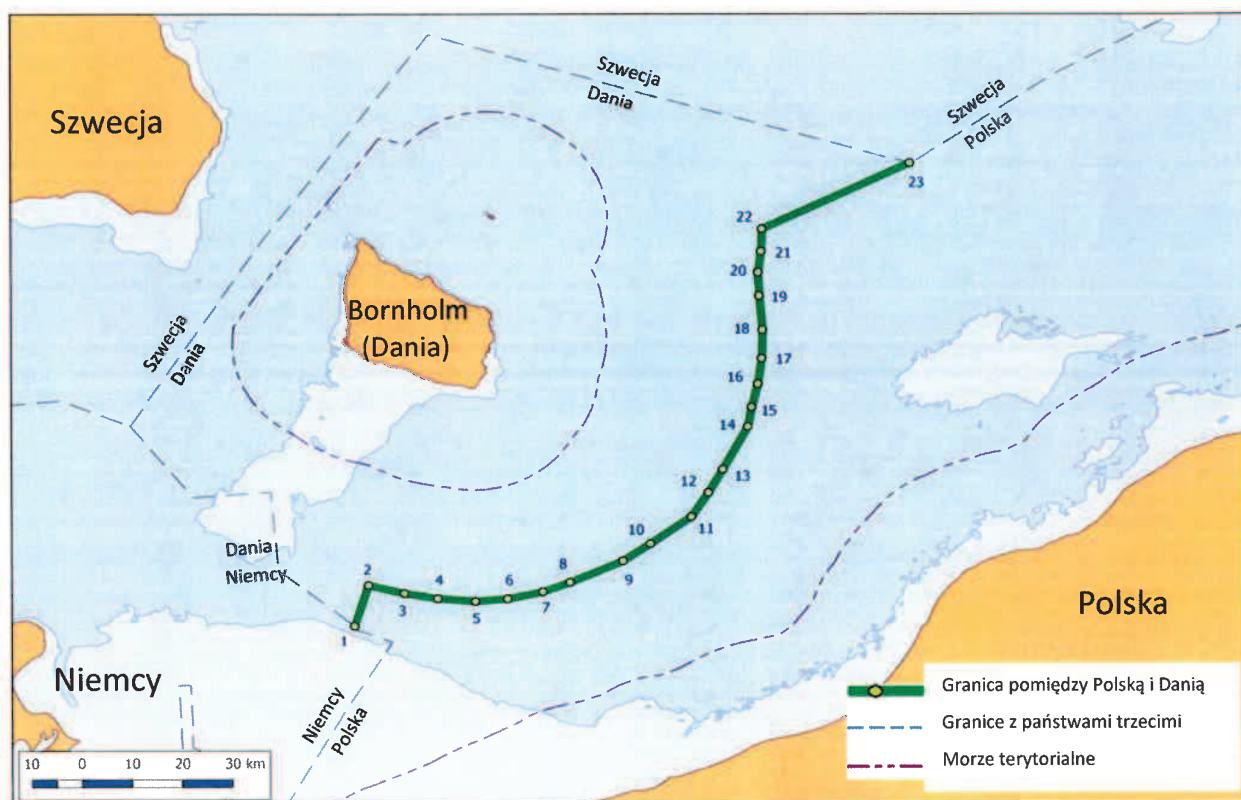 Szwecja
Dania
Szwecja
Polska
Szwecja
23
22
21
20
19
Bornholm
(Dania)
18
Szwecja
Dania
17
16
15
14
13
12
11
10
9
8
Dania
Niemcy
2
4
6
3
5
7
1
Polska
Niemcy
Niemcy
Polska
Granica pomiędzy Polską i Danią
Granice z państwami trzecimi
Morze terytorialne
10 0 10 20 30 km